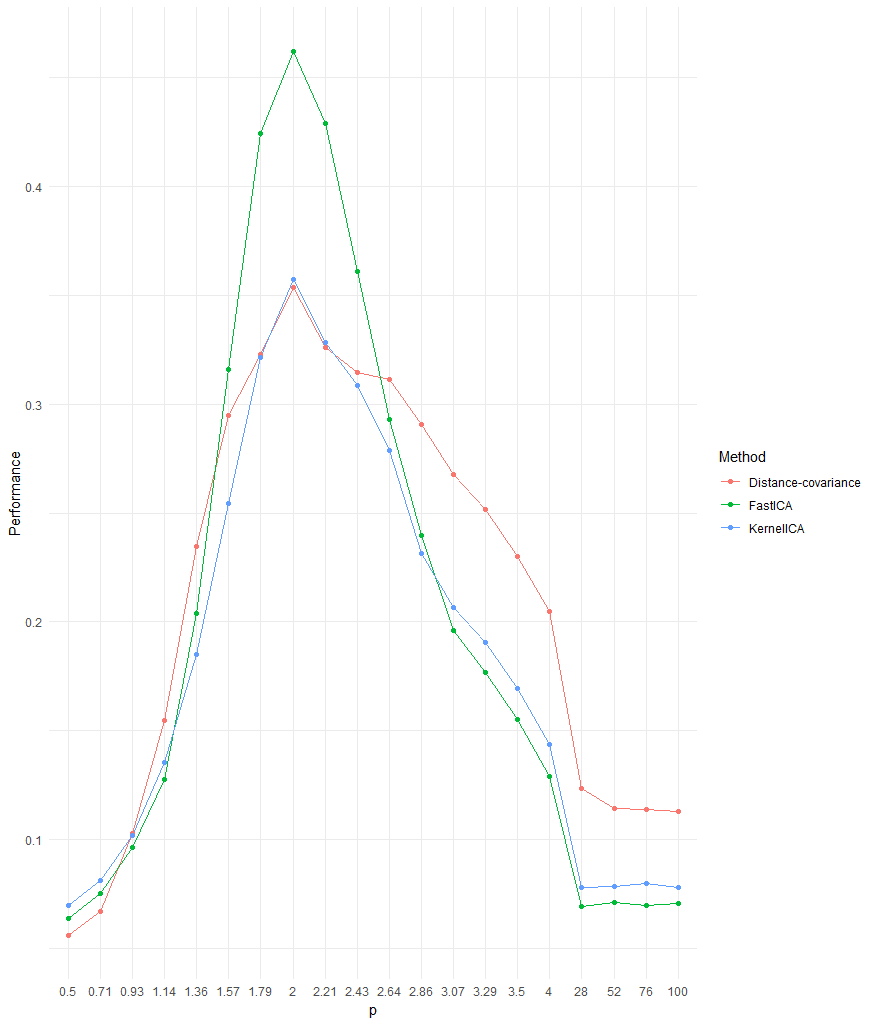 0.4
0.3
0.2
0.1
Performance
0.5 0.71 0.93 1.14 1.36 1.57 1.79 2 2.21 2.43 2.64 2.86 3.07 3.29 3.5 4 28 52 76 100
p
Method
Distance-covariance
FastICA
KernelICA